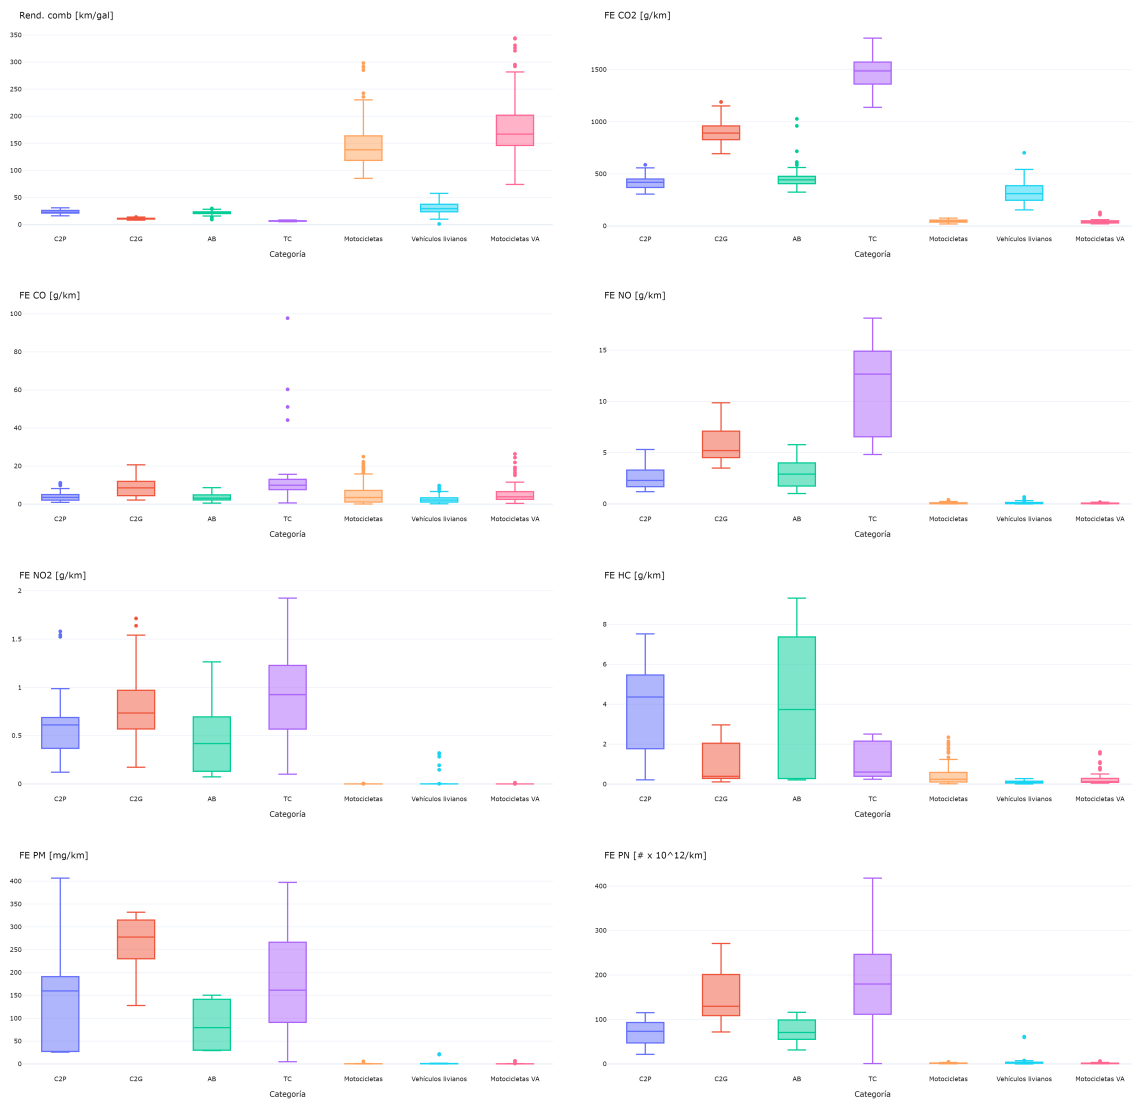 Rend. comb [km/gal]
350
300
250
200
150
100
50
0
C2P C2G AB TC Motocicletas Vehículos livianos Motocicletas VA
Categoría
FE CO2 [g/km]
1500
1000
500
0
C2P C2G AB TC Motocicletas Vehículos livianos Motocicletas VA
Categoría
FE CO [g/km]
100
80
60
40
20
0
C2P C2G AB TC Motocicletas Vehículos livianos Motocicletas VA
Categoría
FE NO [g/km]
15
10
5
0
C2P C2G AB TC Motocicletas Vehículos livianos Motocicletas VA
Categoría
FE NO2 [g/km]
2
1.5
1
0.5
0
C2P C2G AB TC Motocicletas Vehículos livianos Motocicletas VA
Categoría
FE HC [g/km]
8
6
4
2
0
C2P C2G AB TC Motocicletas Vehículos livianos Motocicletas VA
Categoría
FE PM [mg/km]
400
350
300
250
200
150
100
50
0
C2P C2G AB TC Motocicletas Vehículos livianos Motocicletas VA
Categoría
FE PN [# x 10^12/km]
400
300
200
100
0
C2P C2G AB TC Motocicletas Vehículos livianos Motocicletas VA
Categoría